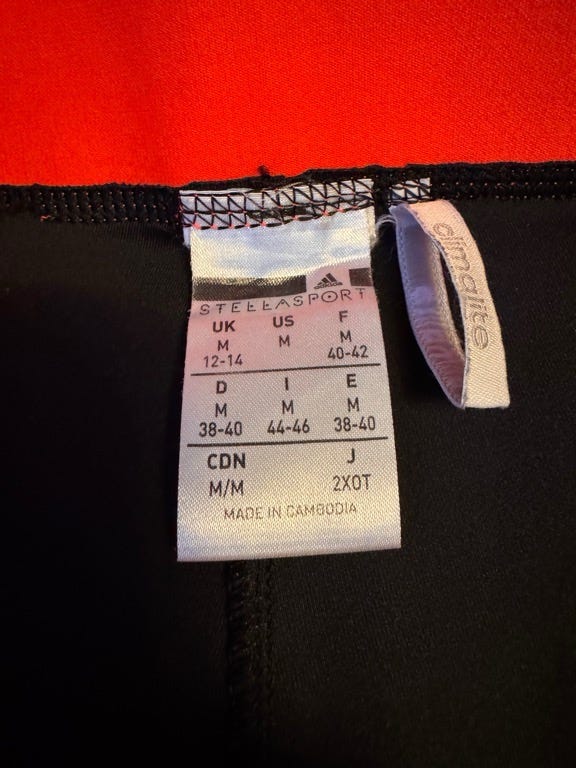 adidas
STELLASPORT
UK US F
M M M
12-14 40-42
D I E
M M M
38-40 44-46 38-40
CDN J
M/M 2XOT
MADE IN CAMBODIA
climalite